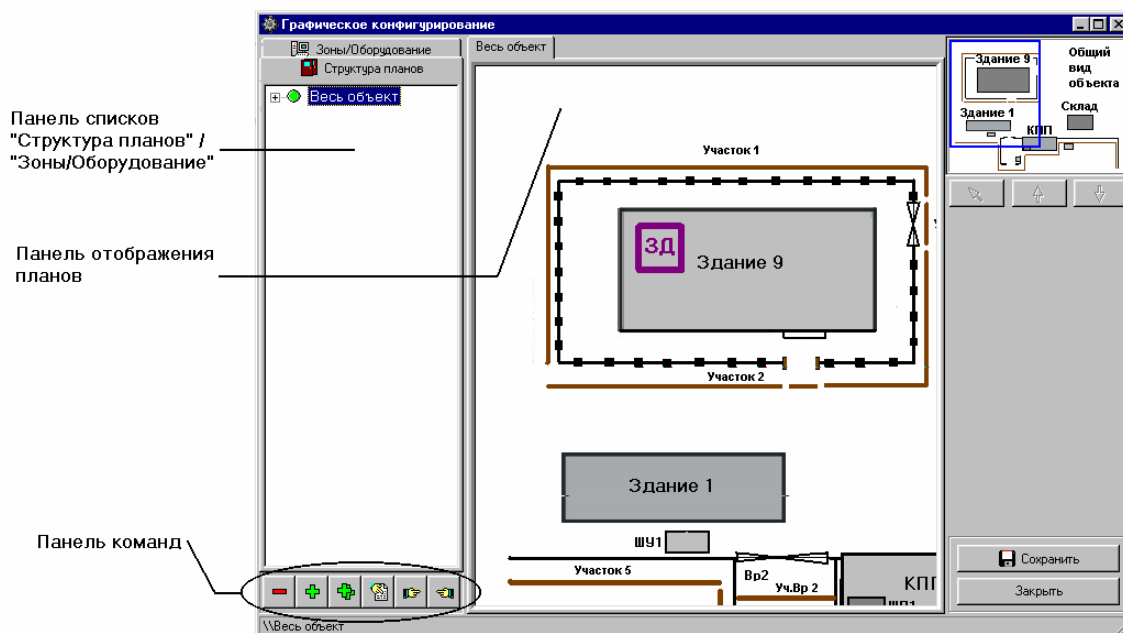 Графическое конфигурирование
Зоны/Оборудование
Структура планов
Весь объект
Весь объект
Панель списков
"Структура планов" /
"Зоны/Оборудование"
Панель отображения
планов
Панель команд
Участок 1
ЗД
Здание 9
Участок 2
Здание 1
ШУ1
Участок 5
Вр2
Уч.Вр 2
КПП
Здание 9
Общий
вид
объекта
Здание 1
Склад
КПП
Сохранить
Закрыть
\\Весь объект